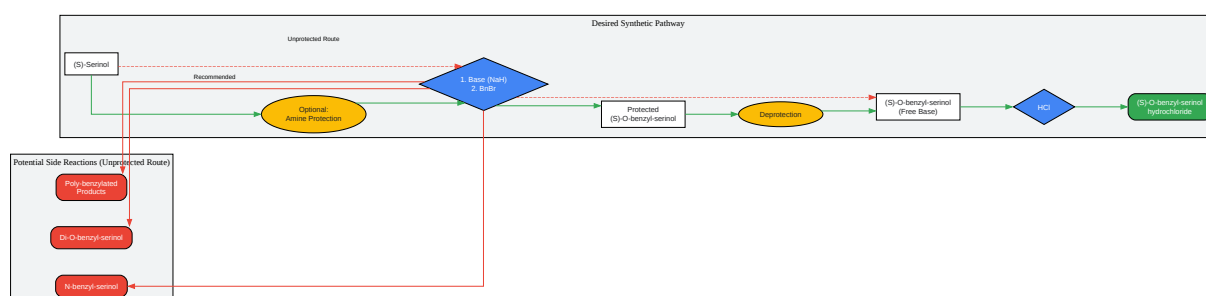 Desired Synthetic Pathway
Unprotected Route
(S)-Serinol
Recommended
1. Base (NaH)
2. BnBr
Optional:
Amine Protection
Protected
(S)-O-benzyl-serinol
Deprotection
(S)-O-benzyl-serinol
(Free Base)
HCl
(S)-O-benzyl-serinol
hydrochloride
Potential Side Reactions (Unprotected Route)
Poly-benzylated
Products
Di-O-benzyl-serinol
N-benzyl-serinol